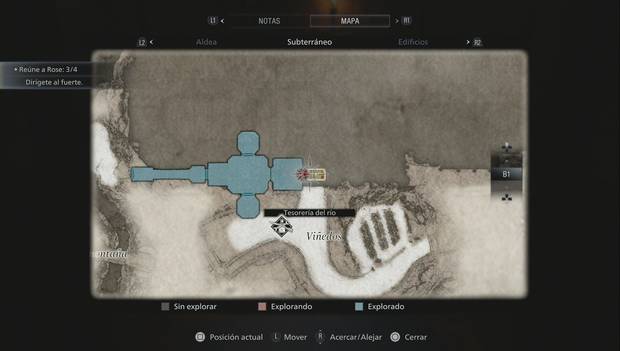 L1 NOTAS MAPA R1
L2 Aldea Subterráneo Edificios R2
Reúne a Rose: 3/4
Dirígete al fuerte.
B1
Tesorería del río
Viñedos
ontaña
Sin explorar Explorando Explorado
Posición actual L Mover R Acercar/Alejar Cerrar